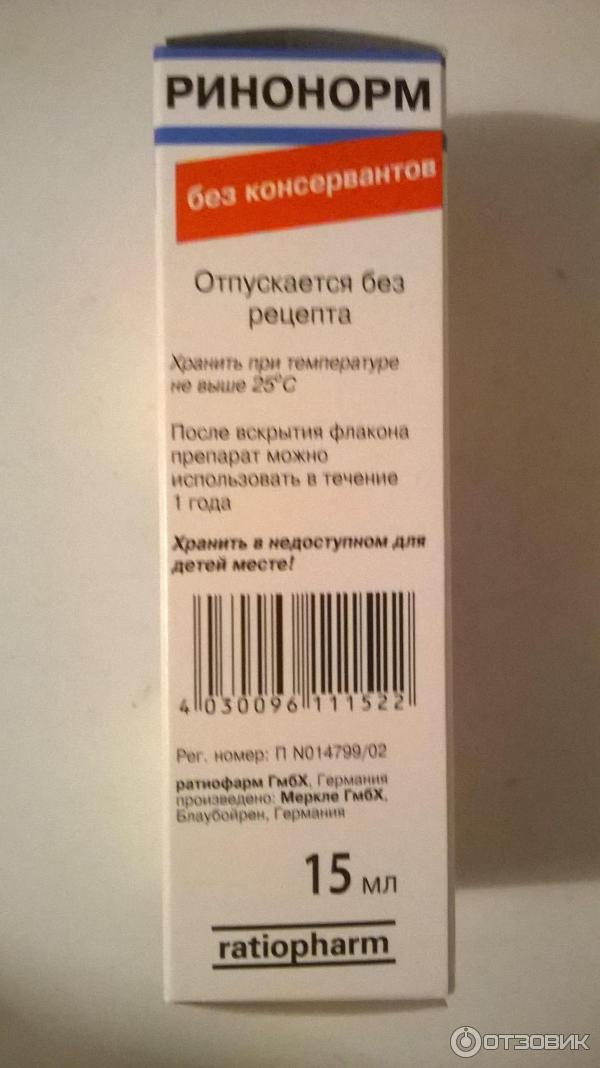 РИНОНОРМ
без консервантов
Отпускается без
рецепта
Хранить при температуре
не выше 25°C
После вскрытия флакона
препарат можно
использовать в течение
1 года
Хранить в недоступном для
детей месте!
4 030096 111522
Рег. номер: П N014799/02
ратиофарм ГмбХ, Германия
произведено: Меркле ГмбХ,
Блаубойрен, Германия
15 мл
ratiopharm
ОТЗОВИК